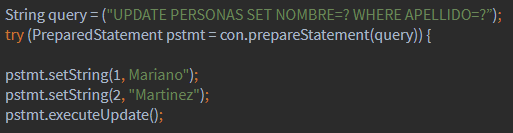 String query = ("UPDATE PERSONAS SET NOMBRE=? WHERE APELLIDO=?");
try (PreparedStatement pstmt = con.prepareStatement(query)) {
pstmt.setString(1, Mariano");
pstmt.setString(2, "Martinez");
pstmt.executeUpdate();